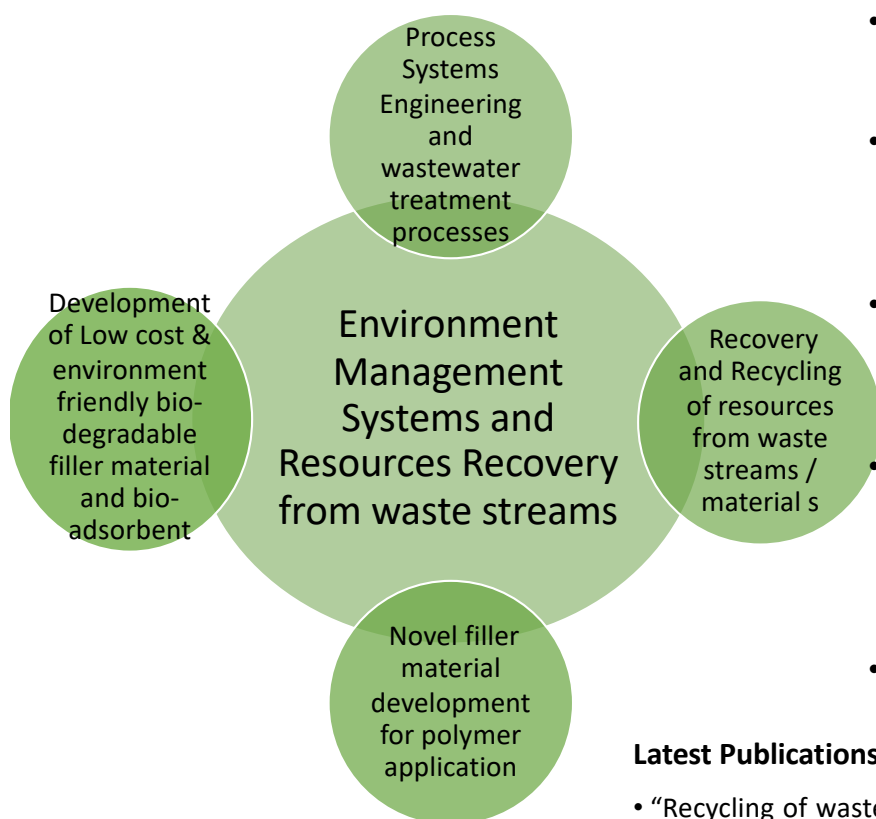 Process
Systems
Engineering
and
wastewater
treatment
processes
Development
of Low cost &
environment
friendly bio-
degradable
filler material
and bio-
adsorbent
Environment
Management
Systems and
Resources Recovery
from waste streams
Recovery
and Recycling
of resources
from waste
streams /
material s
Novel filler
material
development
for polymer
application
•
•
•
•
•
Latest Publications
• “Recycling of waste